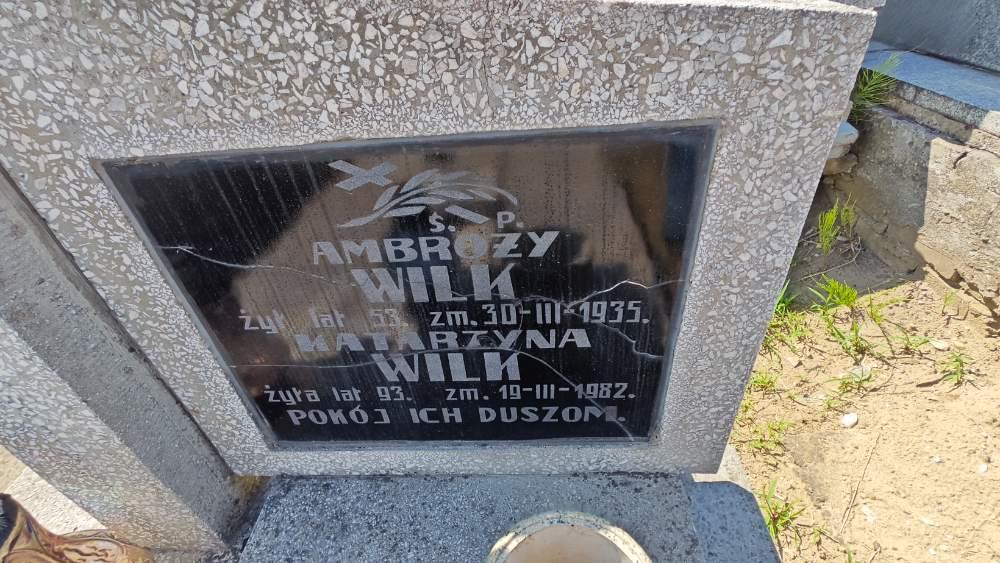 Ś. P.
AMBROŻY
WILK
żył lat 53. zm. 30-III-1935.
KATARZYNA
WILK
żyła lat 93. zm. 19-III-1982.
POKÓJ ICH DUSZOM.